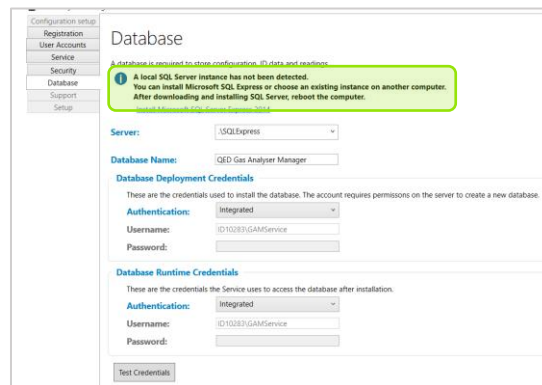 Configuration setup
Registration
User Accounts
Service
Security
Database
Support
Setup
Database
A database is required to store configuration, ID data and readings.
A local SQL Server instance has not been detected.
You can install Microsoft SQL Express or choose an existing instance on another computer.
After downloading and installing SQL Server, reboot the computer.
Install Microsoft SQL Server Express 2014
Server:
.\SQLExpress
Database Name:
QED Gas Analyser Manager
Database Deployment Credentials
These are the credentials used to install the database. The account requires permissons on the server to create a new database.
Authentication:
Integrated
Username:
ID10283\GAMService
Password:
Database Runtime Credentials
These are the credentials the Service uses to access the database after installation.
Authentication:
Integrated
Username:
ID10283\GAMService
Password:
Test Credentials